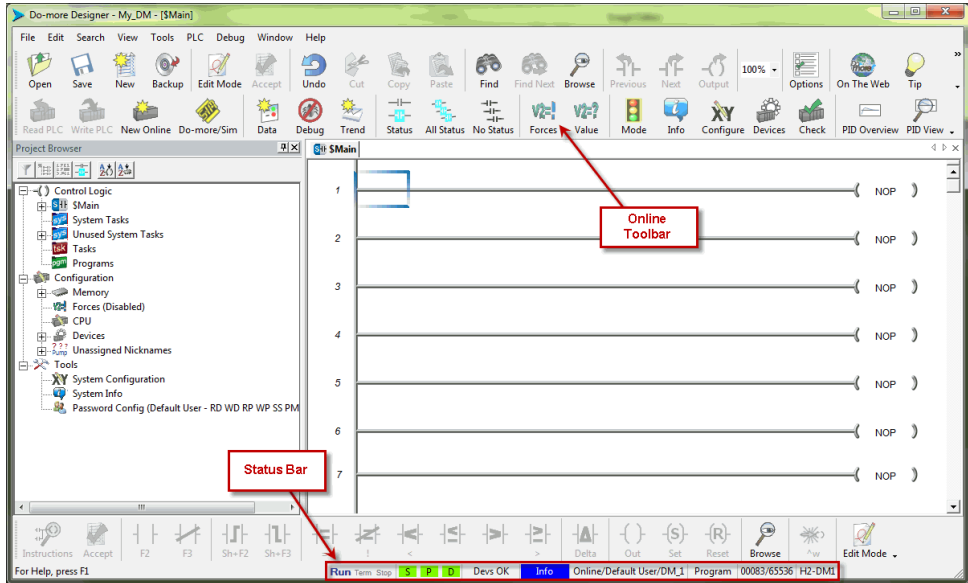 Do-more Designer - My_DM - [$Main]
File Edit Search View Tools PLC Debug Window Help
Open Save New Backup Edit Mode Accept Undo Cut Copy Paste Find Find Next Browse Previous Next Output 100% Options On The Web Tip
Read PLC Write PLC New Online Do-more/Sim Data Debug Trend Status All Status No Status Forces Value Mode Info Configure Devices Check PID Overview PID View
Project Browser
$Main
Control Logic
$Main
System Tasks
Unused System Tasks
Tasks
Programs
Configuration
Memory
Forces (Disabled)
CPU
Devices
Unassigned Nicknames
Tools
System Configuration
System Info
Password Config (Default User - RD WD RP WP SS PM
1 NOP
Online
Toolbar
2 NOP
3 NOP
4 NOP
5 NOP
6 NOP
7 NOP
Status Bar
Instructions Accept F2 F3 Sh+F2 Sh+F3 = ! < > Delta Out Set Reset Browse ^w Edit Mode
For Help, press F1
Run Term Stop S P D Devs OK Info Online/Default User/DM_1 Program 00083/65536 H2-DM1